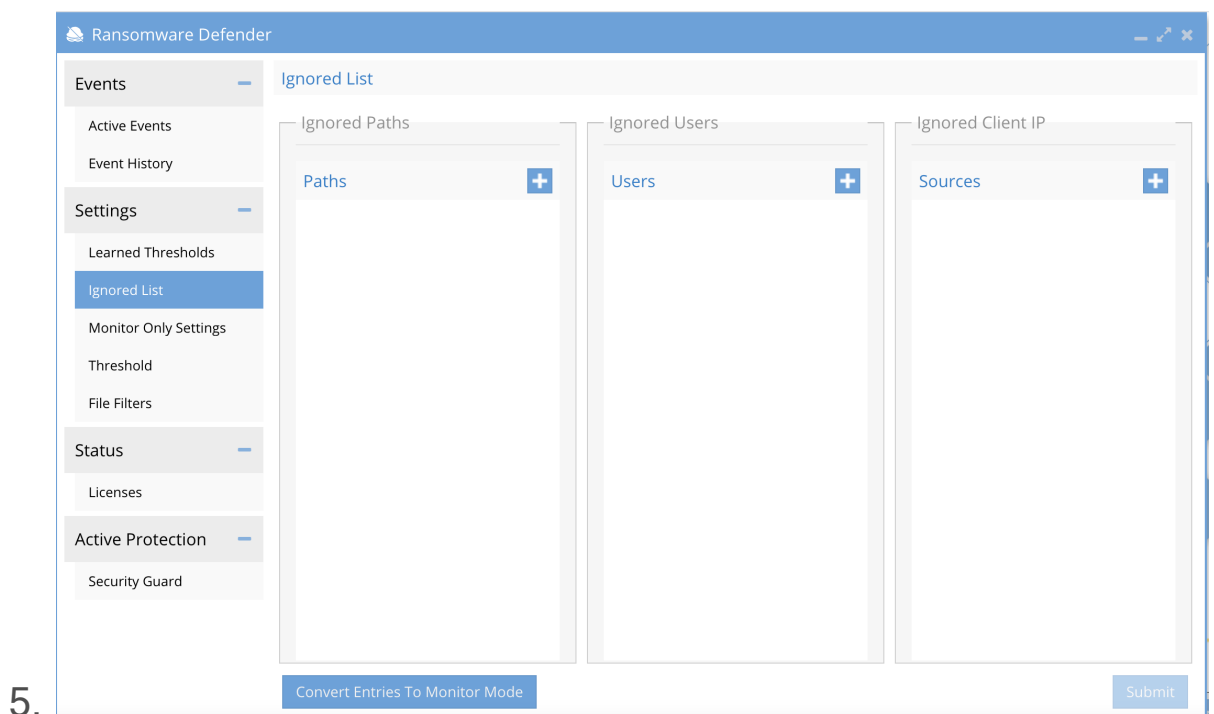 Ransomware Defender
Events
Active Events
Event History
Settings
Learned Thresholds
Ignored List
Monitor Only Settings
Threshold
File Filters
Status
Licenses
Active Protection
Security Guard
Ignored List
Ignored Paths
Paths
Ignored Users
Users
Ignored Client IP
Sources
Convert Entries To Monitor Mode
Submit
5.